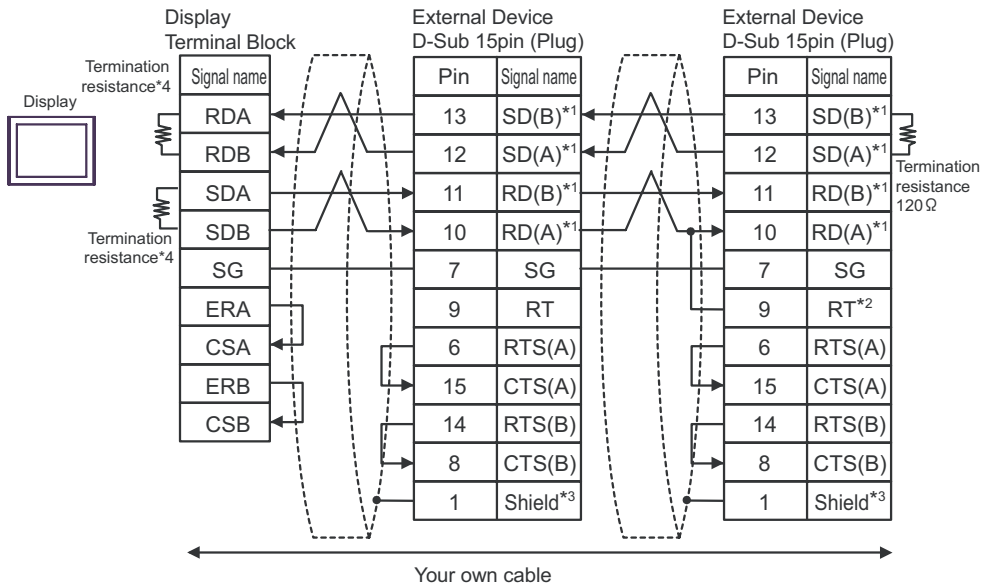 Display
Terminal Block
External Device
D-Sub 15pin (Plug)
External Device
D-Sub 15pin (Plug)
Termination
resistance*4
Display
Termination
resistance*4
Signal name
RDA
RDB
SDA
SDB
SG
ERA
CSA
ERB
CSB
Pin Signal name
13 SD(B)*1
12 SD(A)*1
11 RD(B)*1
10 RD(A)*1
7 SG
9 RT
6 RTS(A)
15 CTS(A)
14 RTS(B)
8 CTS(B)
1 Shield*3
Pin Signal name
13 SD(B)*1
12 SD(A)*1
11 RD(B)*1
10 RD(A)*1
7 SG
9 RT*2
6 RTS(A)
15 CTS(A)
14 RTS(B)
8 CTS(B)
1 Shield*3
Termination
resistance
120Ω
Your own cable